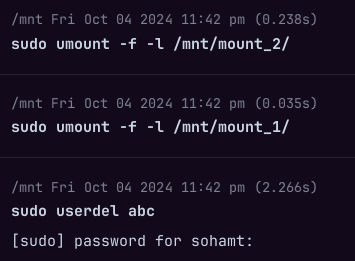 /mnt Fri Oct 04 2024 11:42 pm (0.238s)
sudo umount -f -l /mnt/mount_2/
/mnt Fri Oct 04 2024 11:42 pm (0.035s)
sudo umount -f -l /mnt/mount_1/
/mnt Fri Oct 04 2024 11:42 pm (2.266s)
sudo userdel abc
[sudo] password for sohamt: